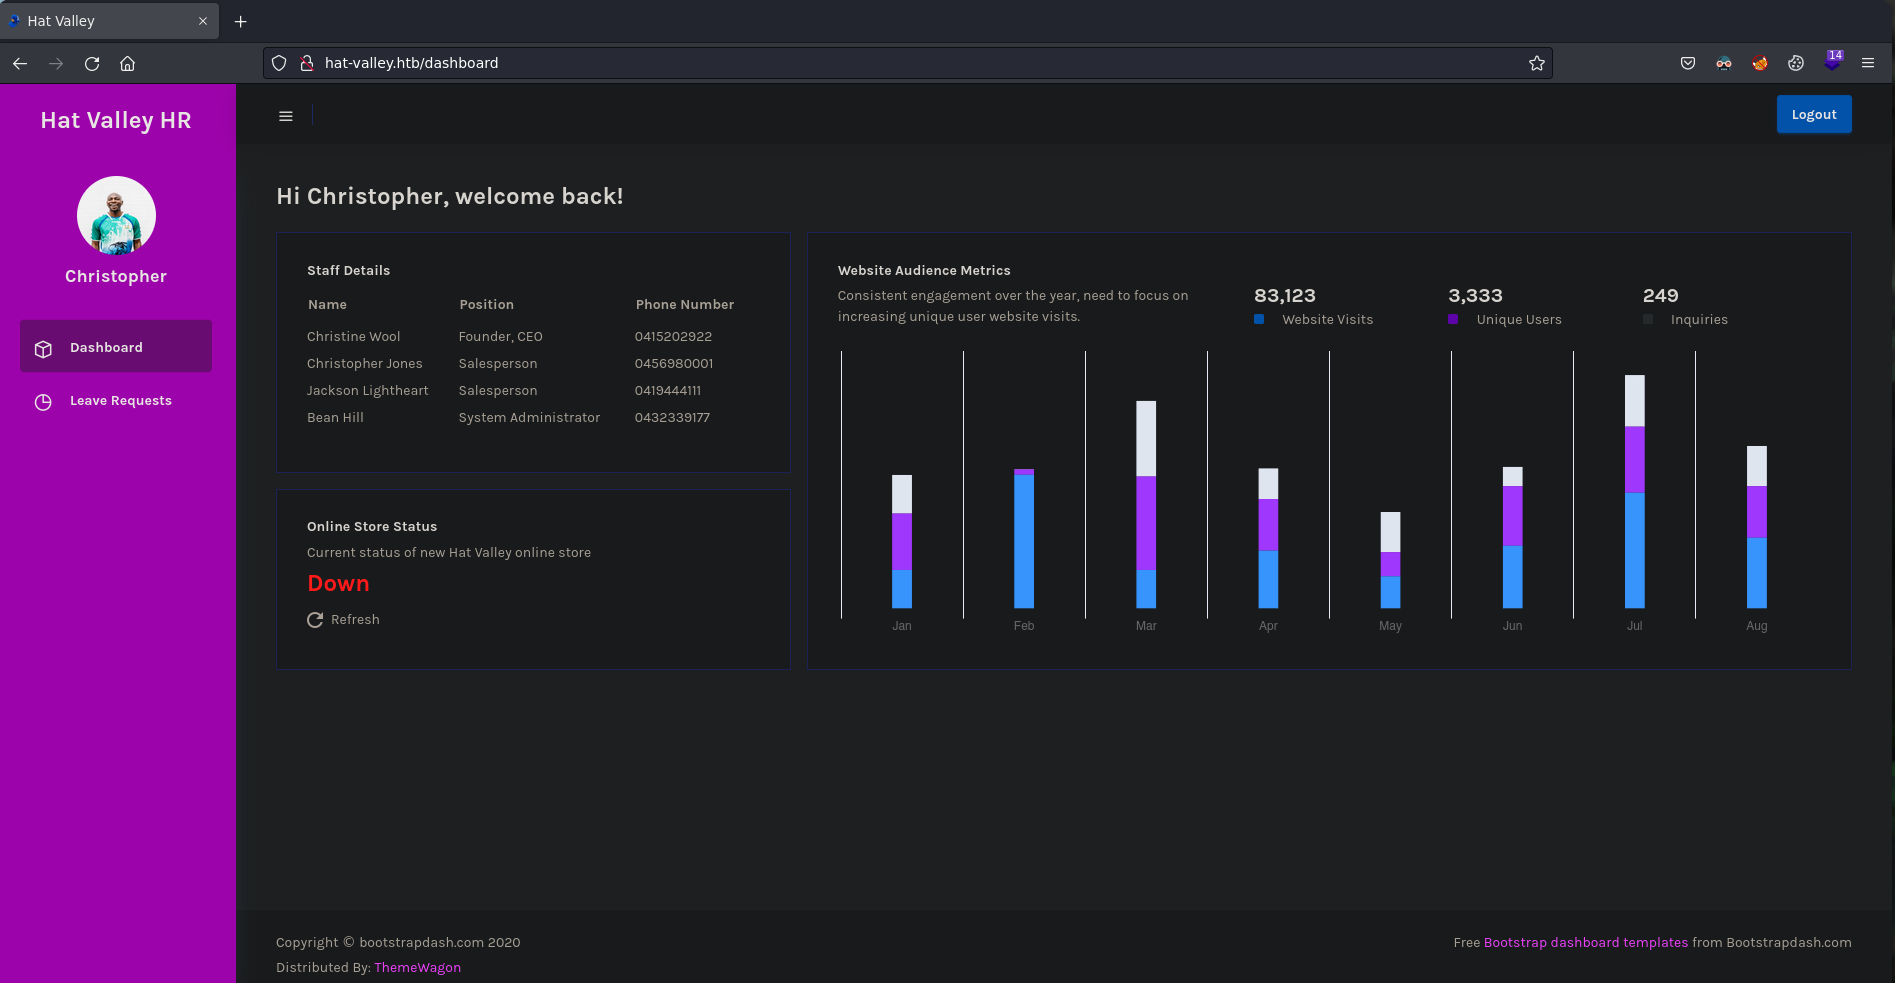 Hat Valley
hat-valley.htb/dashboard
14
Hat Valley HR
Christopher
Dashboard
Leave Requests
Logout
Hi Christopher, welcome back!
Staff Details
Name Position Phone Number
Christine Wool Founder, CEO 0415202922
Christopher Jones Salesperson 0456980001
Jackson Lightheart Salesperson 0419444111
Bean Hill System Administrator 0432339177
Online Store Status
Current status of new Hat Valley online store
Down
Refresh
Website Audience Metrics
Consistent engagement over the year, need to focus on
increasing unique user website visits.
83,123 3,333 249
Website Visits Unique Users Inquiries
Jan Feb Mar Apr May Jun Jul Aug
Copyright © bootstrapdash.com 2020
Distributed By: ThemeWagon
Free Bootstrap dashboard templates from Bootstrapdash.com